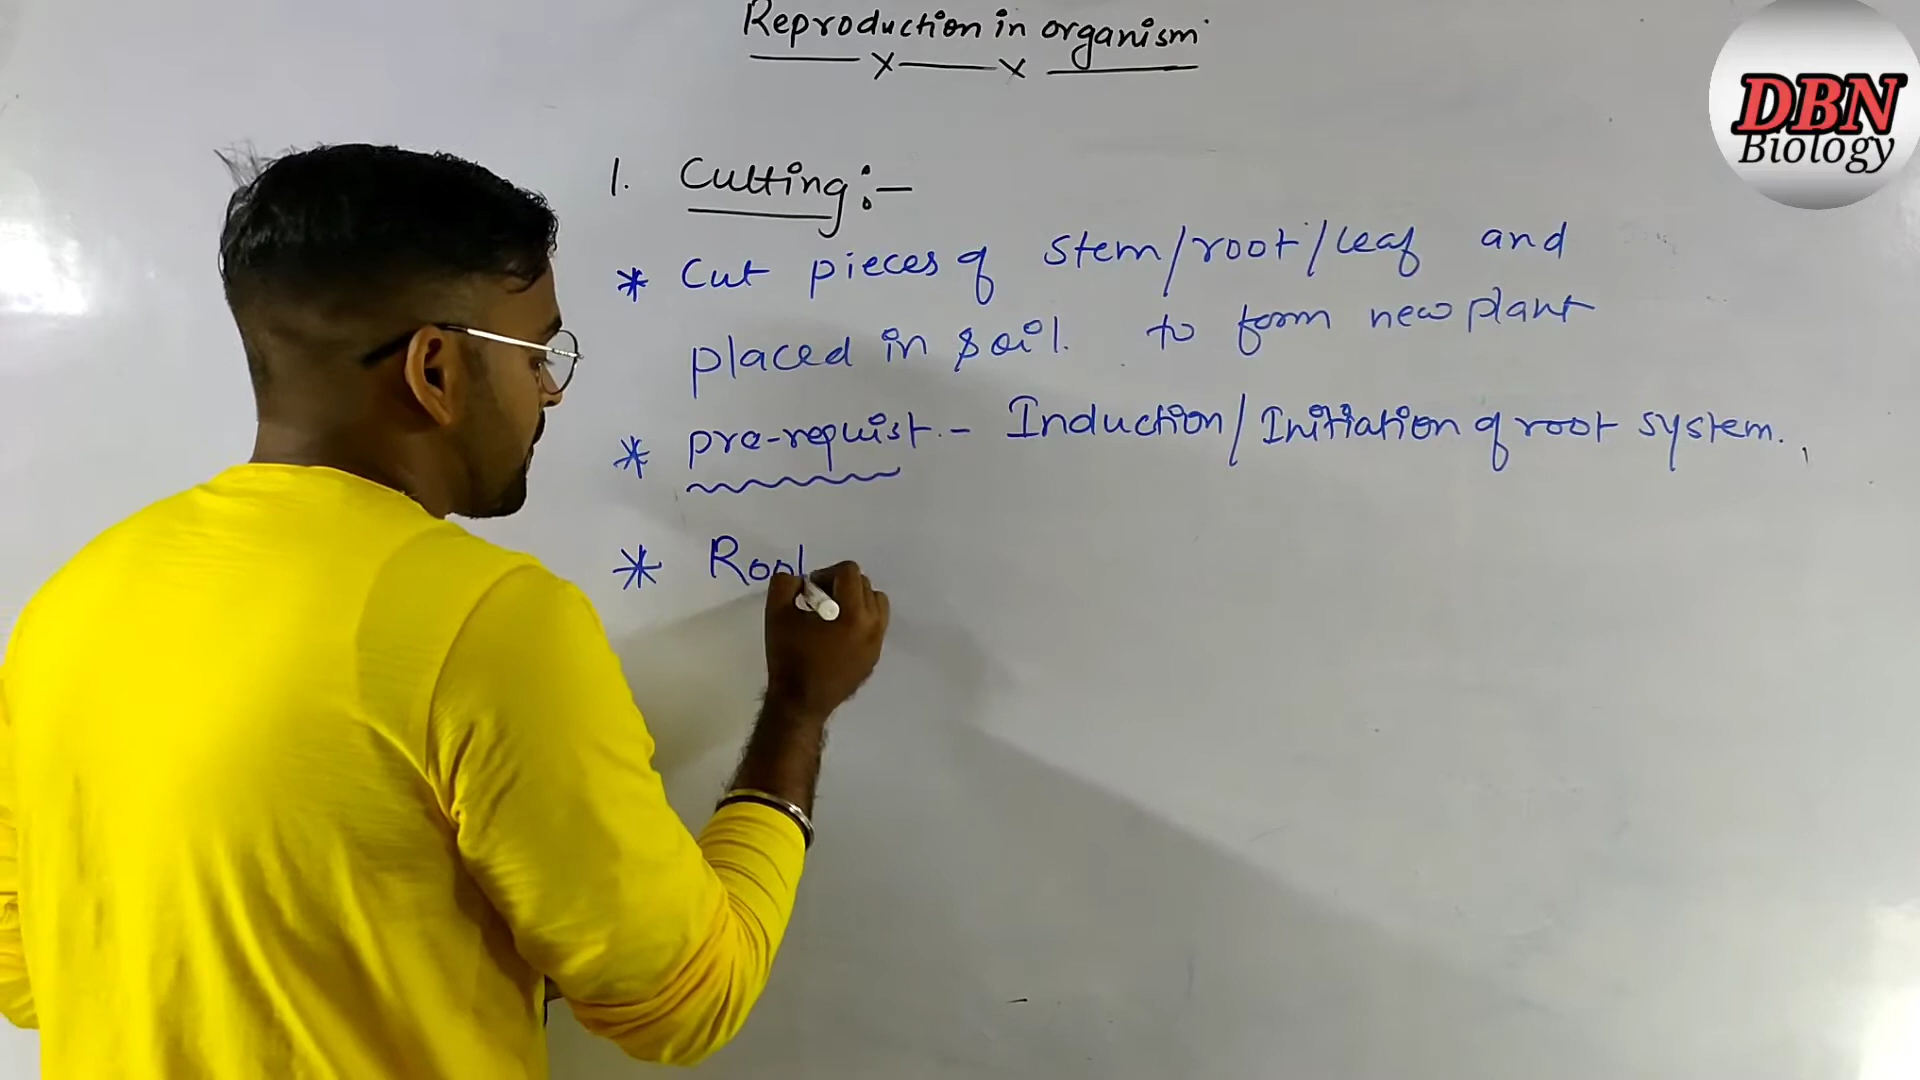 Reproduction in organism
DBN
Biology
1. Cutting :-
* Cut pieces of stem/root/leaf and
placed in soil. to form new plant
* pre-requist. - Induction/Initiation of root system.
* Root